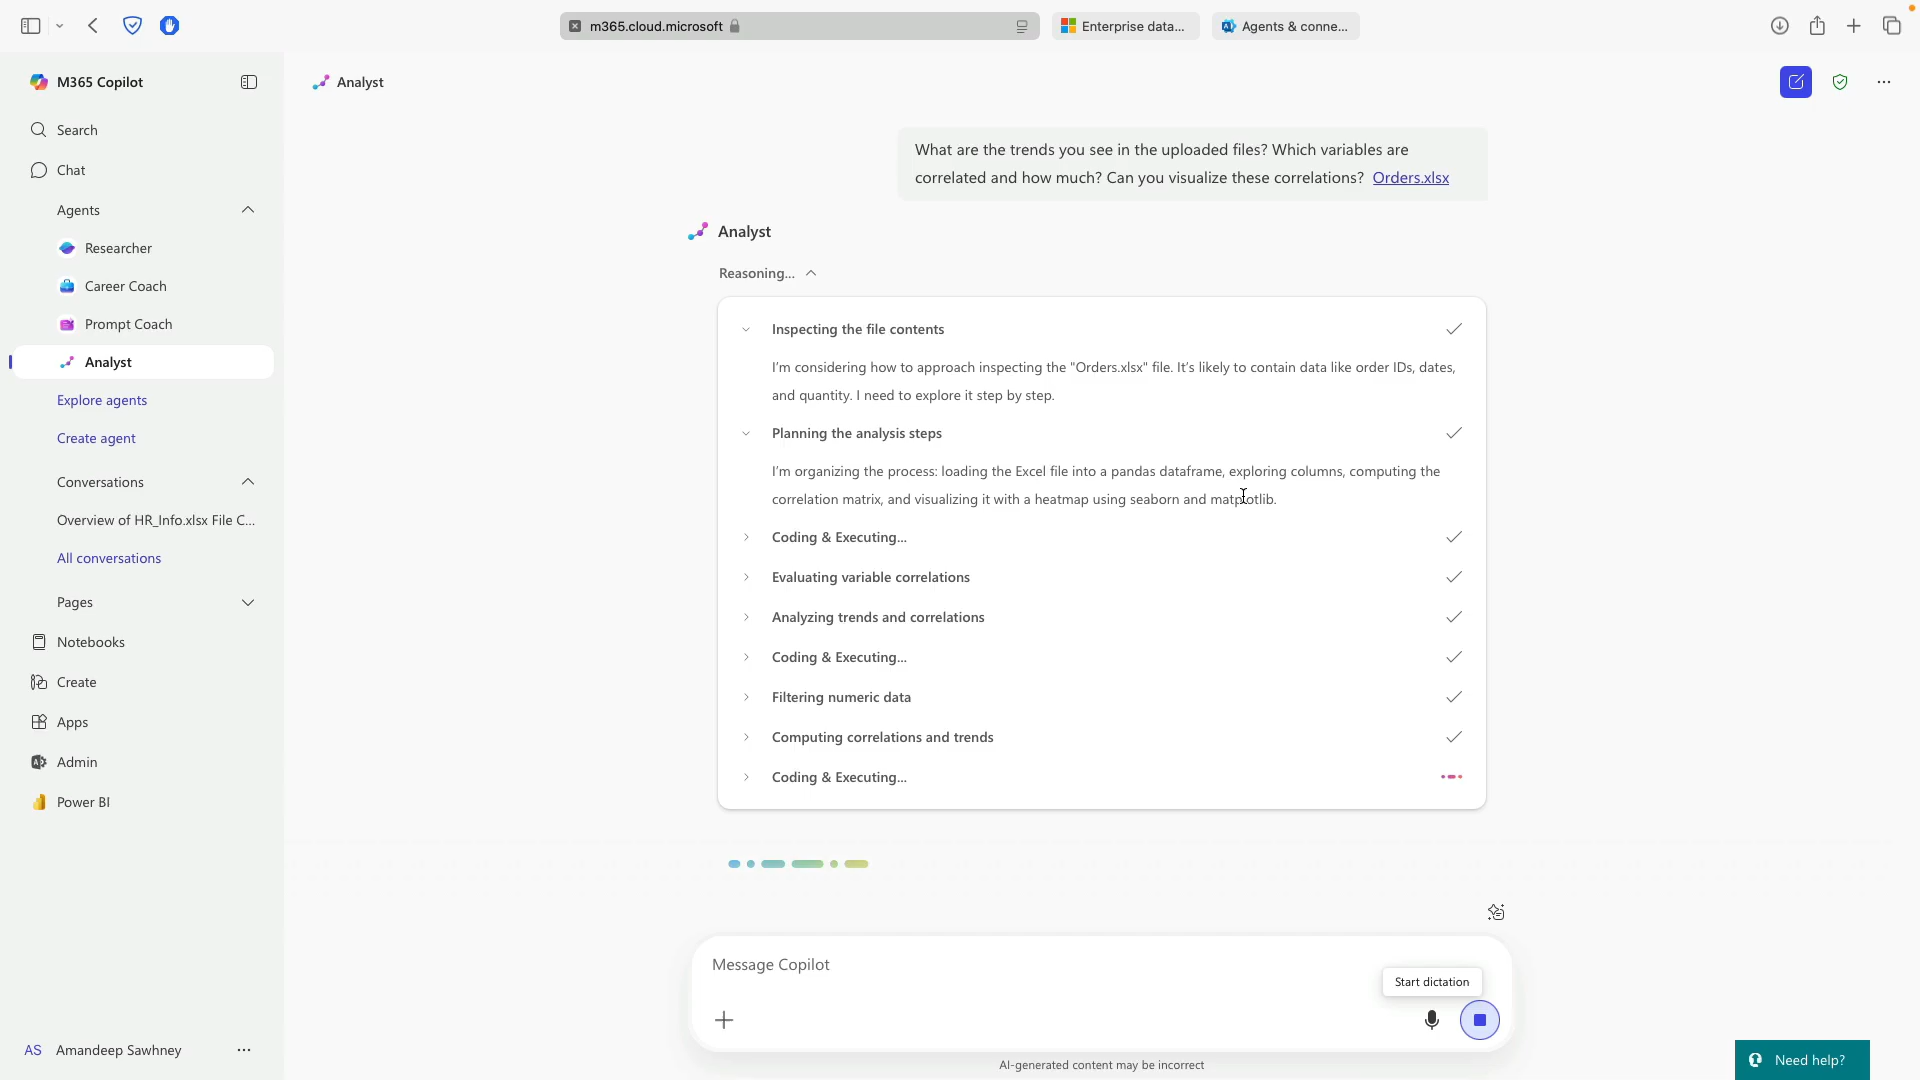 m365.cloud.microsoft
Enterprise data...
Agents & conne...
M365 Copilot
Search
Chat
Agents
Researcher
Career Coach
Prompt Coach
Analyst
Explore agents
Create agent
Conversations
Overview of HR_Info.xlsx File C...
All conversations
Pages
Notebooks
Create
Apps
Admin
Power BI
AS Amandeep Sawhney
Analyst
What are the trends you see in the uploaded files? Which variables are
correlated and how much? Can you visualize these correlations? Orders.xlsx
Analyst
Reasoning...
Inspecting the file contents
I'm considering how to approach inspecting the "Orders.xlsx" file. It's likely to contain data like order IDs, dates,
and quantity. I need to explore it step by step.
Planning the analysis steps
I'm organizing the process: loading the Excel file into a pandas dataframe, exploring columns, computing the
correlation matrix, and visualizing it with a heatmap using seaborn and matplotlib.
Coding & Executing...
Evaluating variable correlations
Analyzing trends and correlations
Coding & Executing...
Filtering numeric data
Computing correlations and trends
Coding & Executing...
Message Copilot
Start dictation
AI-generated content may be incorrect
Need help?